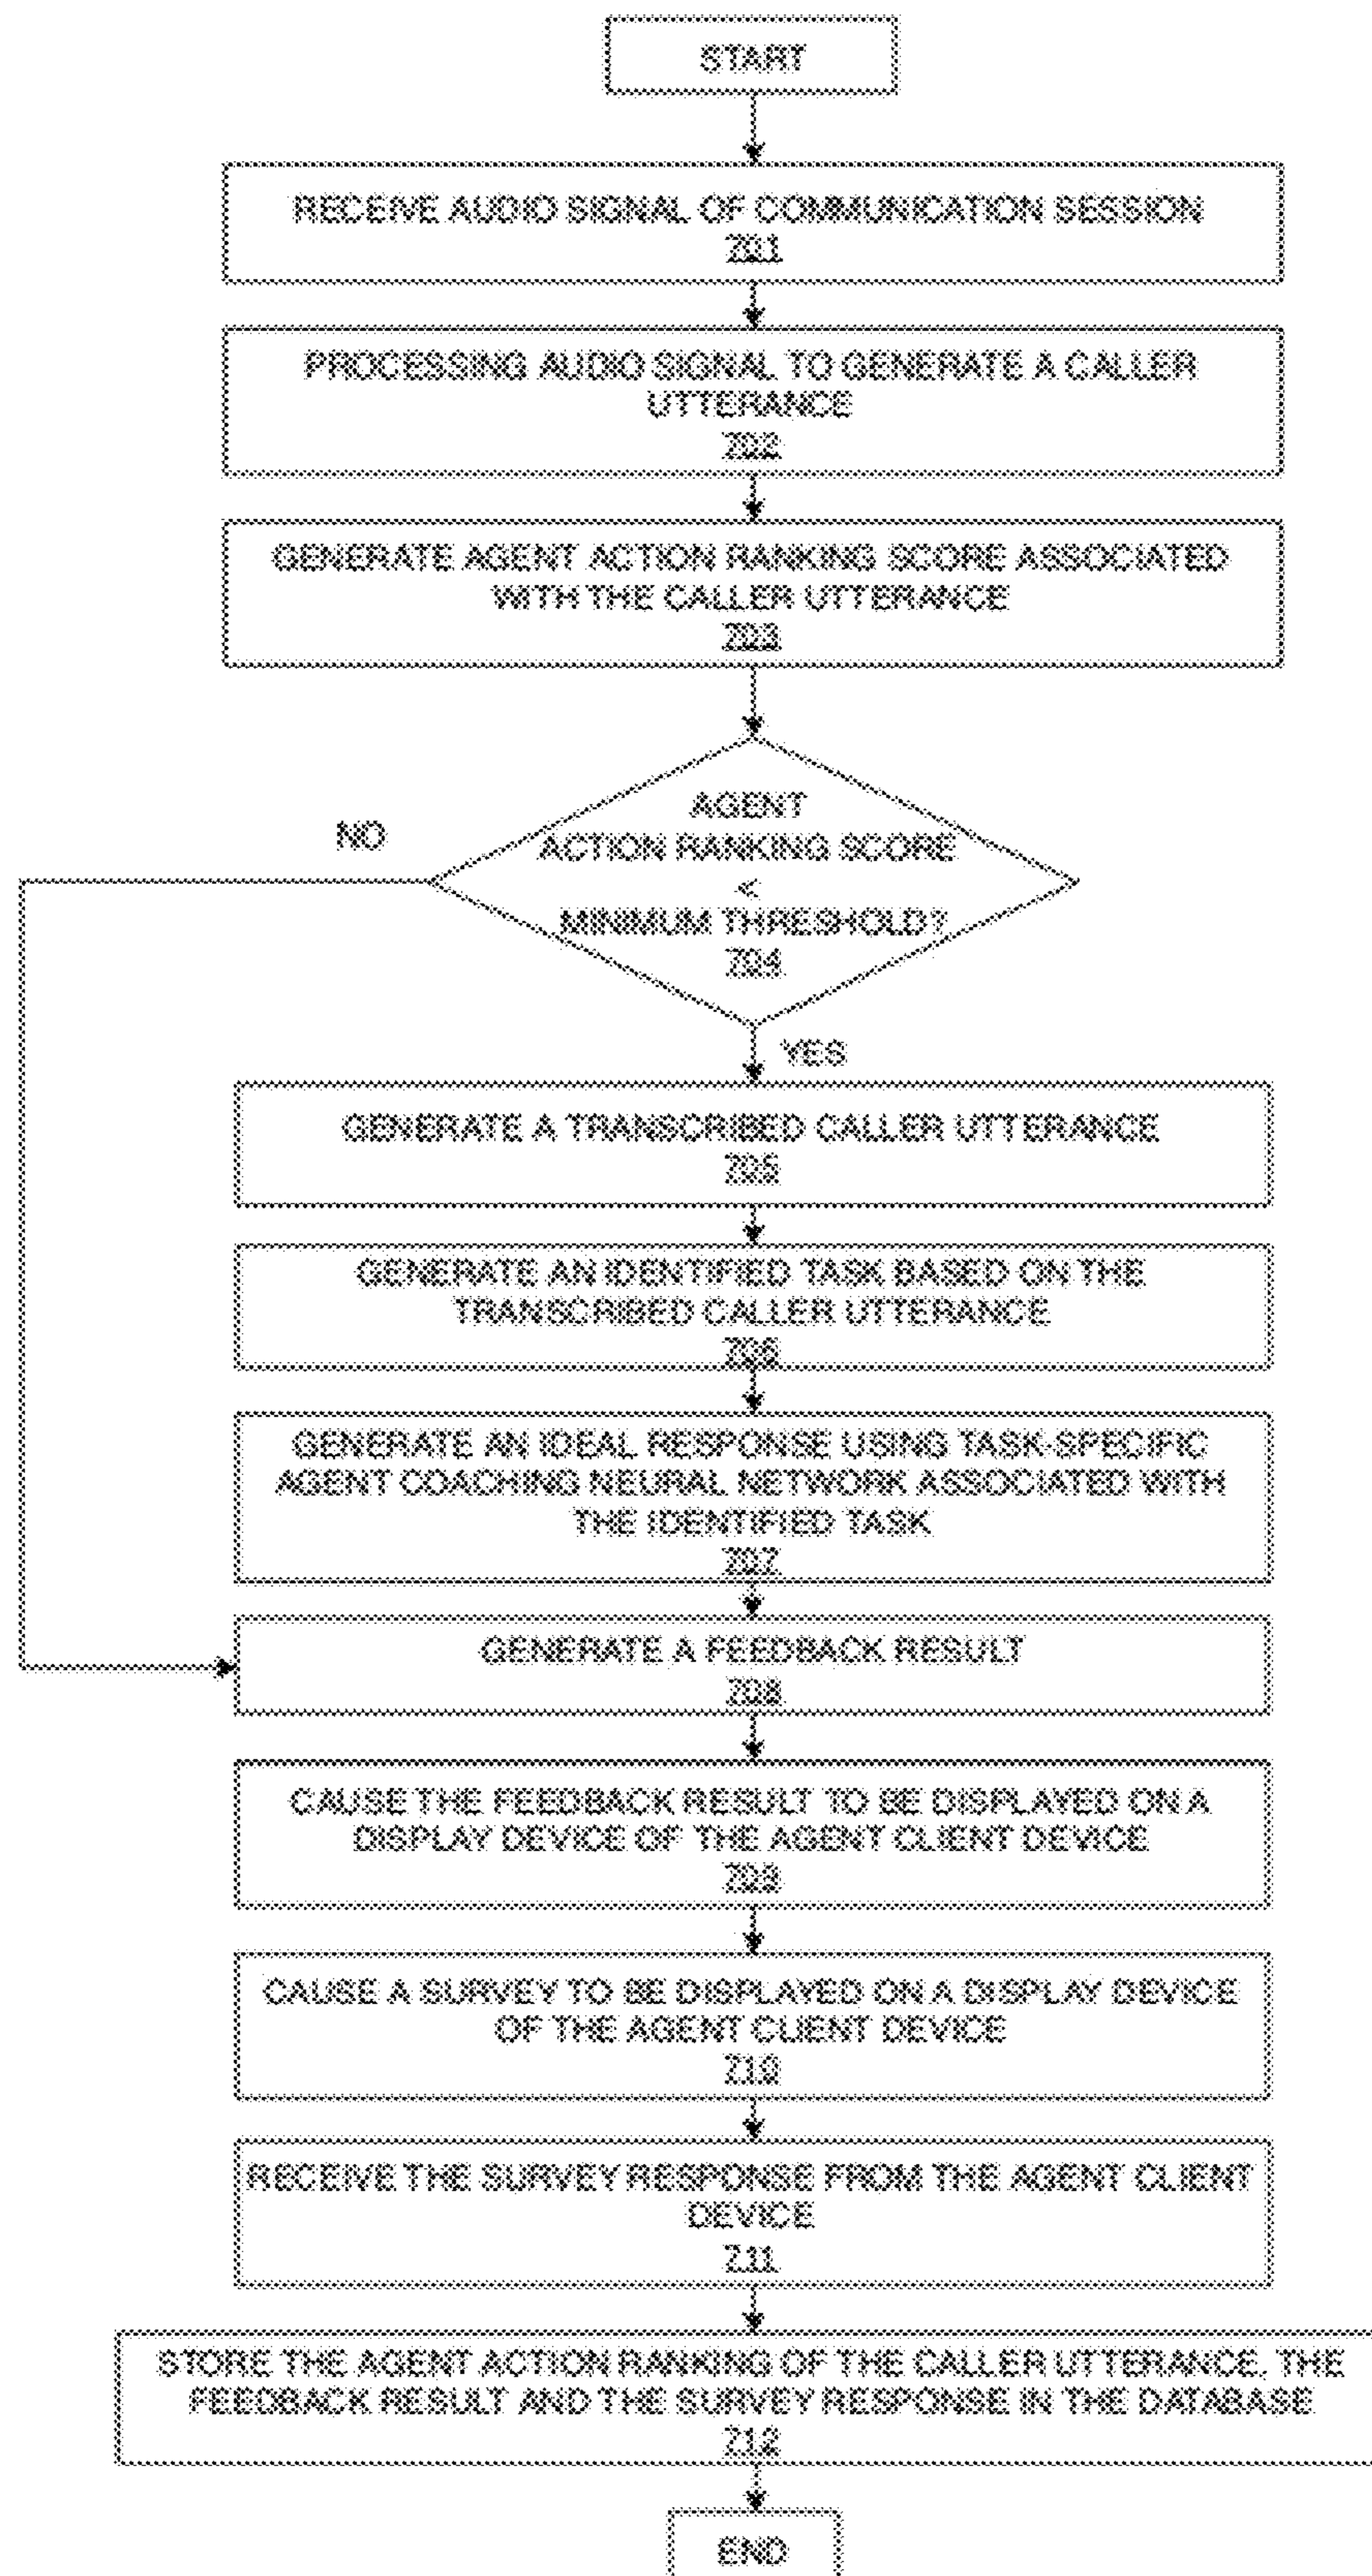 START
RECEIVE AUDIO SIGNAL OF COMMUNICATION SESSION
701
PROCESSING AUDIO SIGNAL TO GENERATE A CALLER
UTTERANCE
702
GENERATE AGENT ACTION RANKING SCORE ASSOCIATED
WITH THE CALLER UTTERANCE
703
AGENT
ACTION RANKING SCORE
<
MINIMUM THRESHOLD?
704
NO
YES
GENERATE A TRANSCRIBED CALLER UTTERANCE
705
GENERATE AN IDENTIFIED TASK BASED ON THE
TRANSCRIBED CALLER UTTERANCE
706
GENERATE AN IDEAL RESPONSE USING TASK-SPECIFIC
AGENT COACHING NEURAL NETWORK ASSOCIATED WITH
THE IDENTIFIED TASK
707
GENERATE A FEEDBACK RESULT
708
CAUSE THE FEEDBACK RESULT TO BE DISPLAYED ON A
DISPLAY DEVICE OF THE AGENT CLIENT DEVICE
709
CAUSE A SURVEY TO BE DISPLAYED ON A DISPLAY DEVICE
OF THE AGENT CLIENT DEVICE
710
RECEIVE THE SURVEY RESPONSE FROM THE AGENT CLIENT
DEVICE
711
STORE THE AGENT ACTION RANKING OF THE CALLER UTTERANCE, THE
FEEDBACK RESULT AND THE SURVEY RESPONSE IN THE DATABASE
712
END